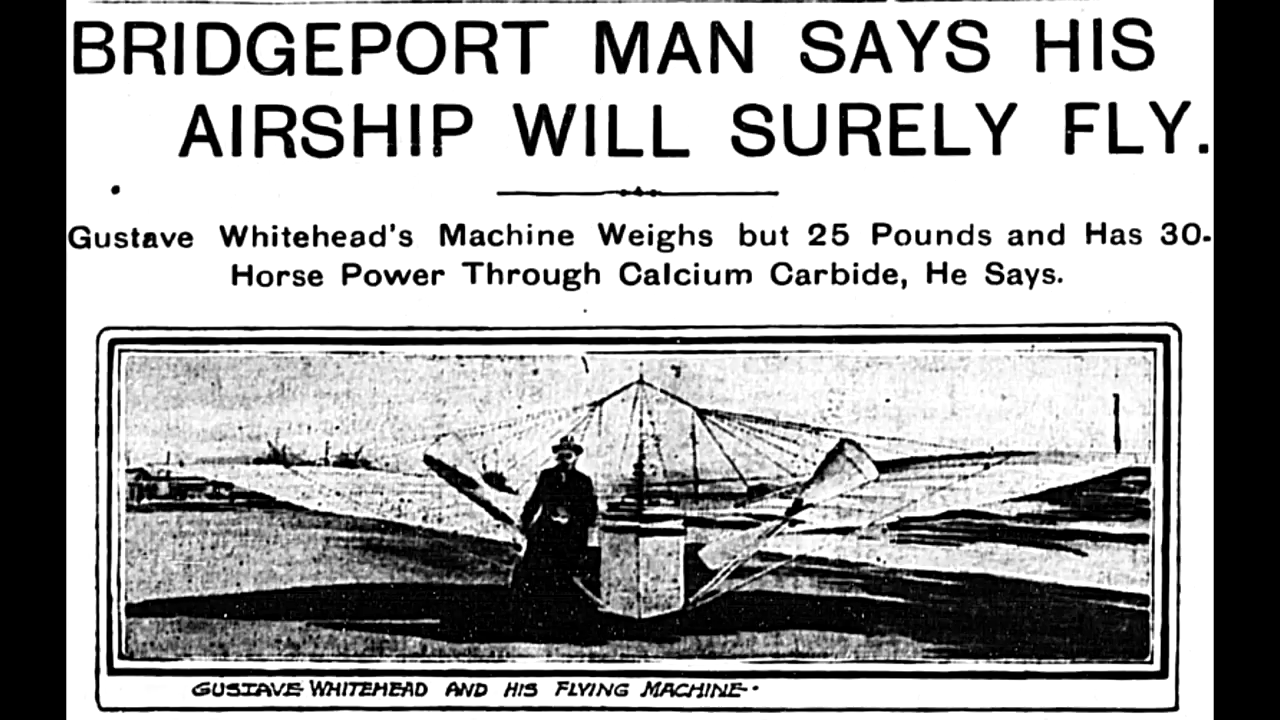 BRIDGEPORT MAN SAYS HIS
AIRSHIP WILL SURELY FLY.
Gustave Whitehead's Machine Weighs but 25 Pounds and Has 30-
Horse Power Through Calcium Carbide, He Says.
GUSTAVE WHITEHEAD AND HIS FLYING MACHINE.